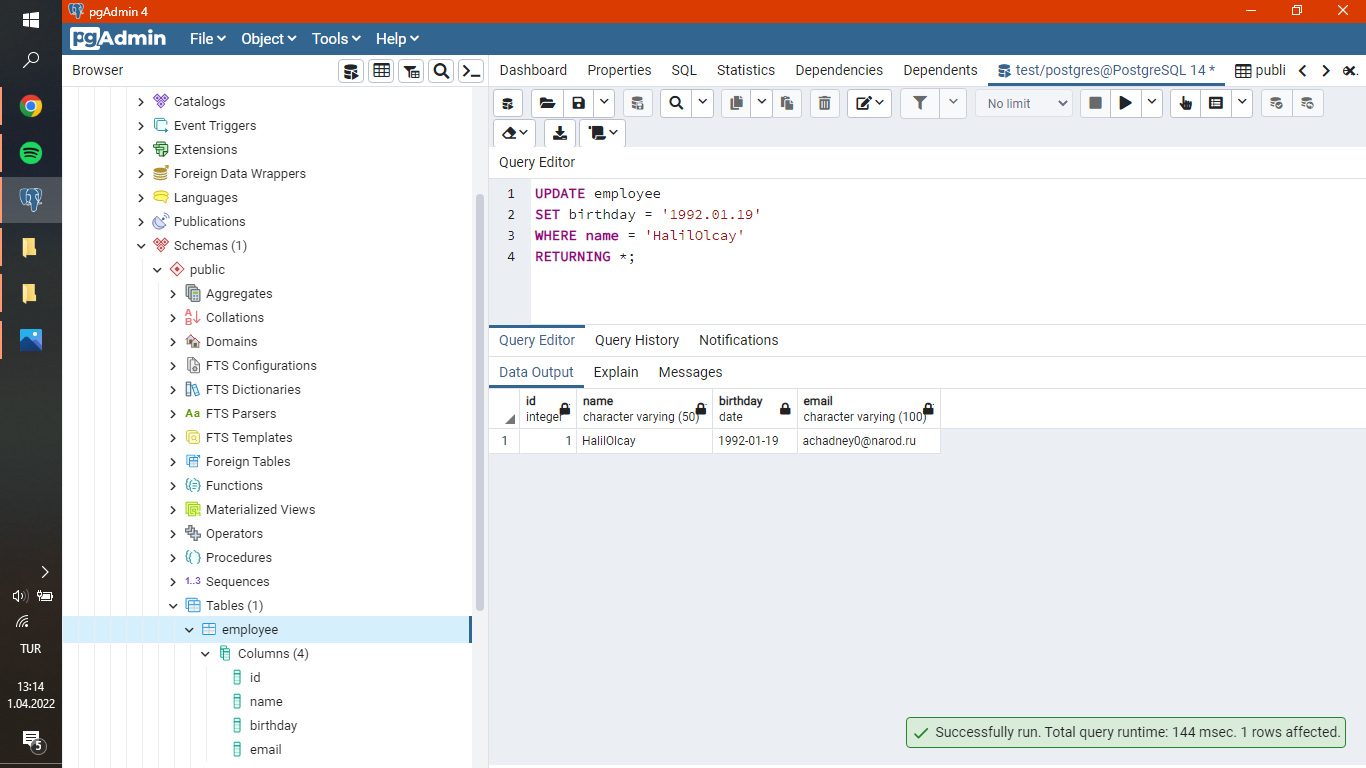 pgAdmin 4
pgAdmin File Object Tools Help
Browser
Dashboard Properties SQL Statistics Dependencies Dependents test/postgres@PostgreSQL 14 * publi
No limit
Catalogs
Event Triggers
Extensions
Foreign Data Wrappers
Languages
Publications
Schemas (1)
public
Aggregates
Collations
Domains
FTS Configurations
FTS Dictionaries
Aa FTS Parsers
FTS Templates
Foreign Tables
Functions
Materialized Views
Operators
Procedures
1..3 Sequences
Tables (1)
employee
Columns (4)
id
name
birthday
email
Query Editor
1 UPDATE employee
2 SET birthday = '1992.01.19'
3 WHERE name = 'HalilOlcay'
4 RETURNING *;
Query Editor Query History Notifications
Data Output Explain Messages
id name birthday email
integer character varying (50) date character varying (100)
1 1 HalilOlcay 1992-01-19 achadney0@narod.ru
Successfully run. Total query runtime: 144 msec. 1 rows affected.
TUR
13:14
1.04.2022
5